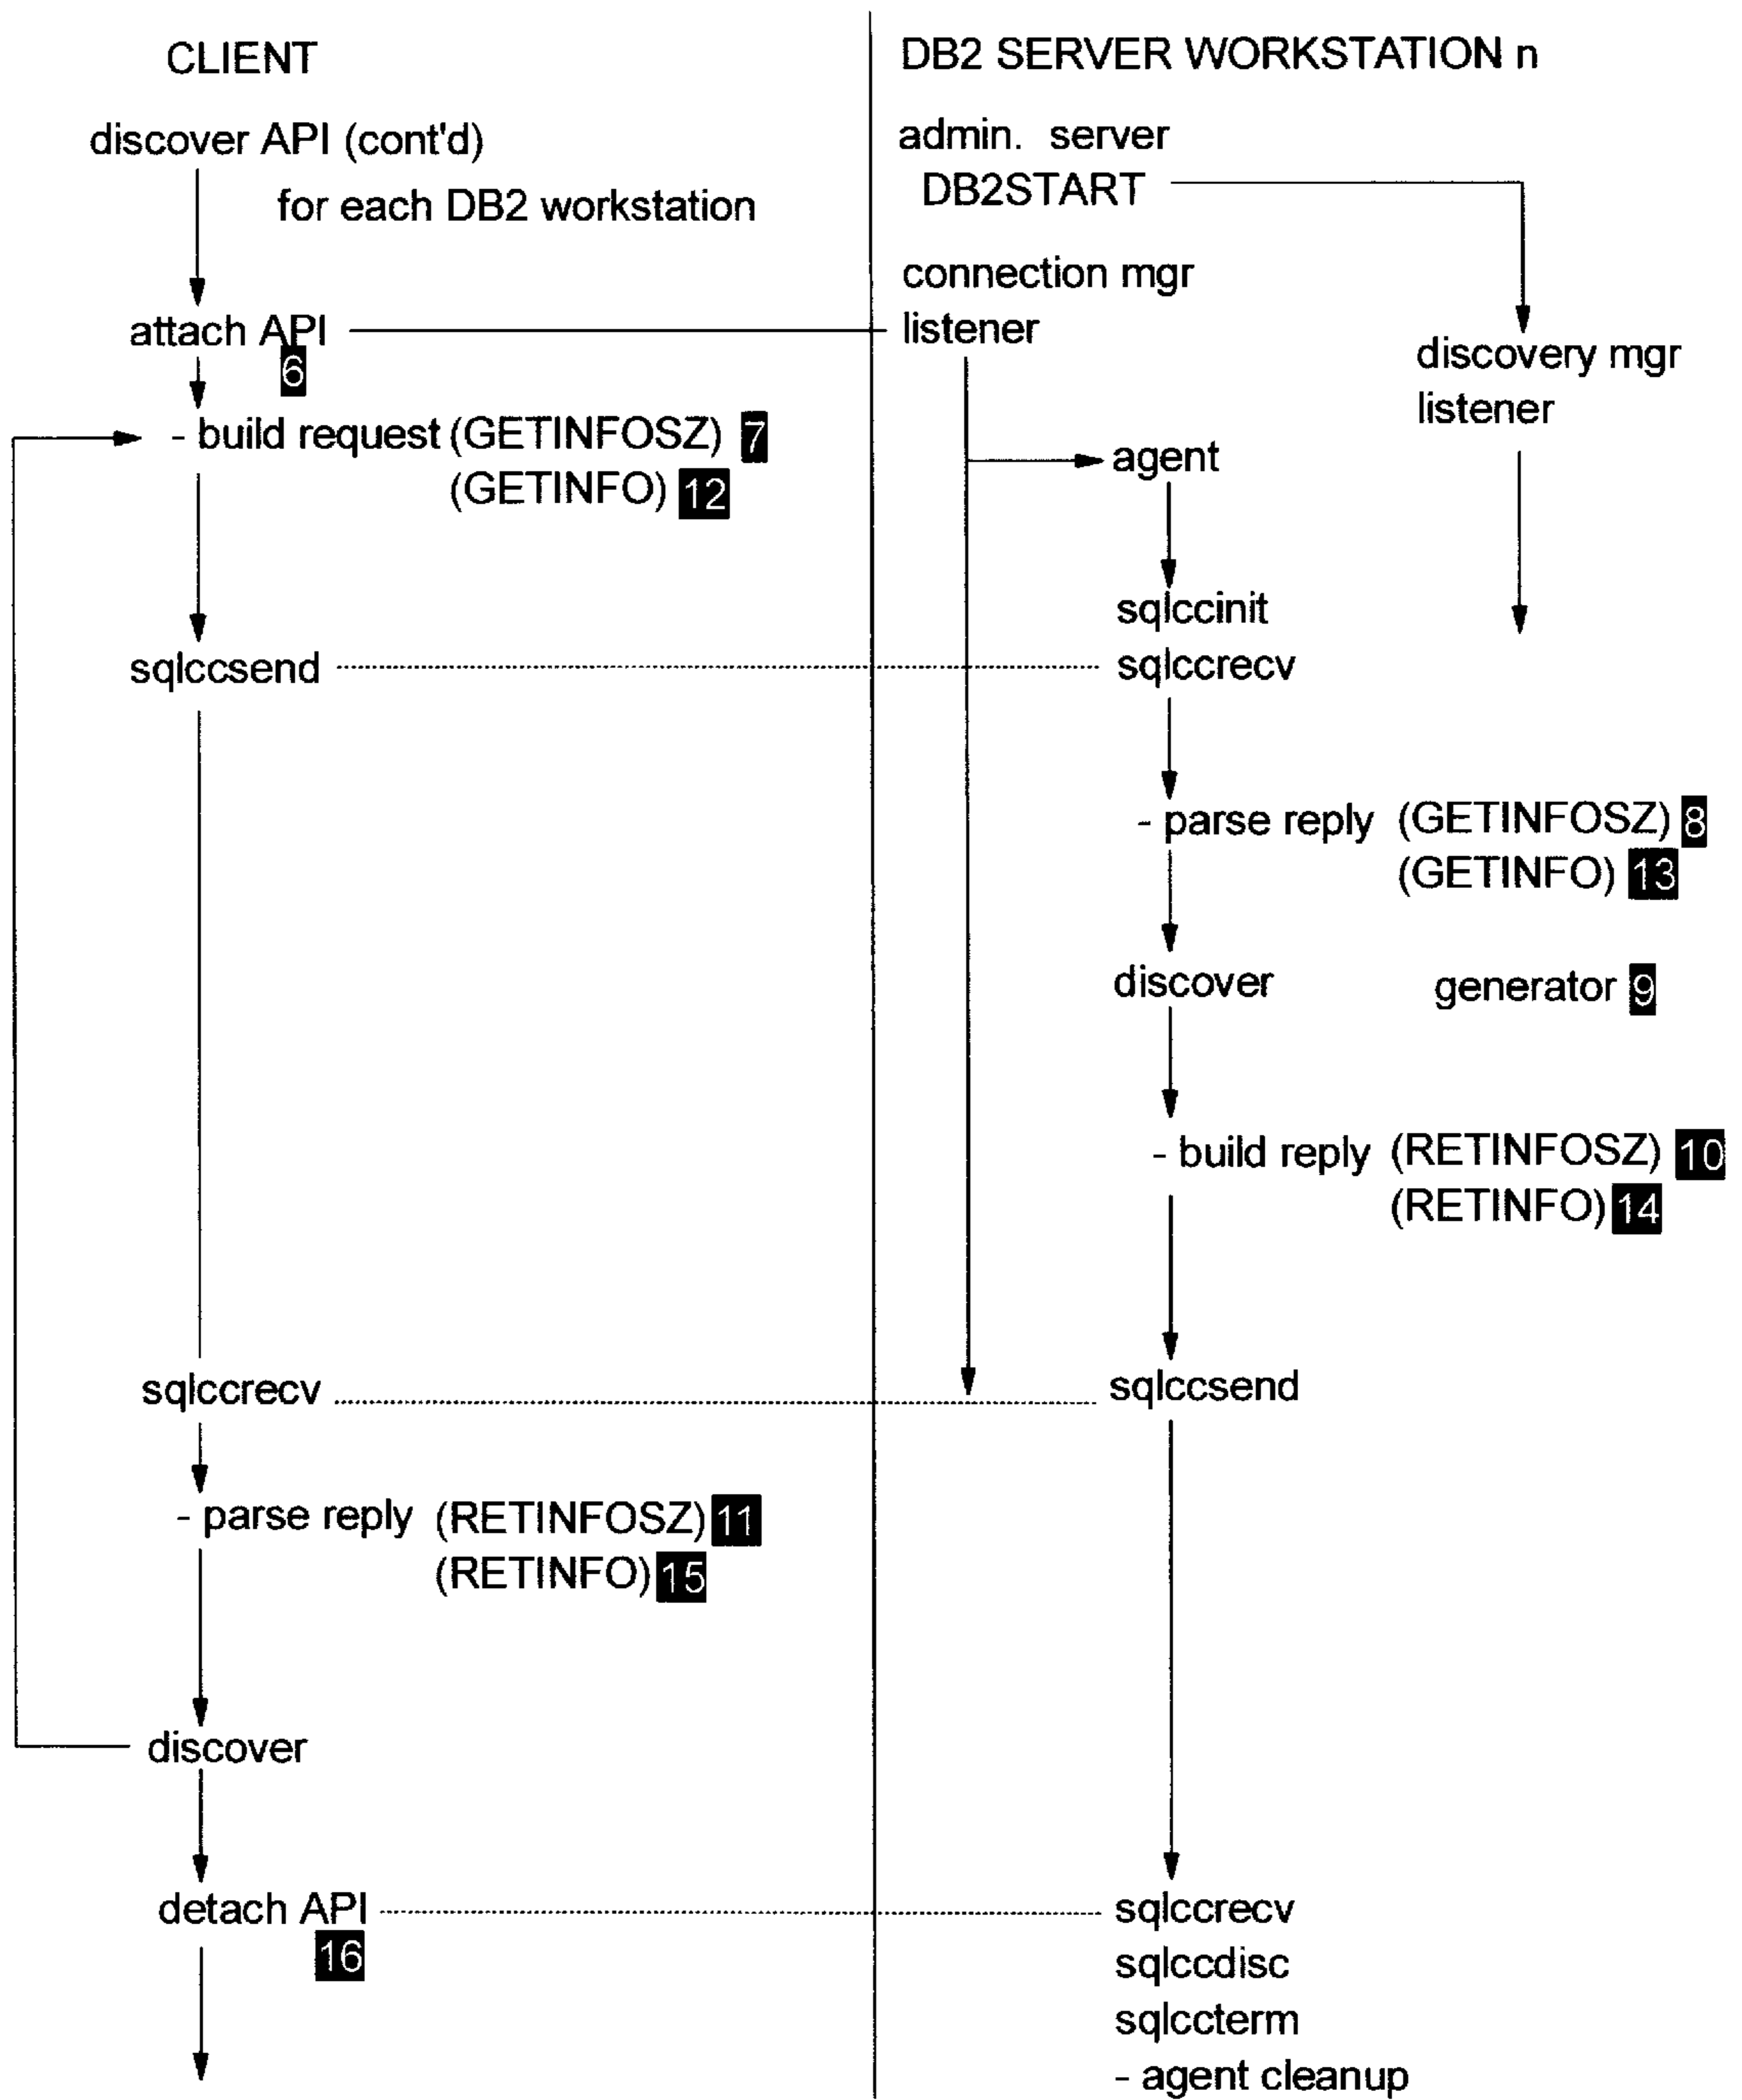 CLIENT
discover API (cont'd)
for each DB2 workstation
attach API
6
- build request (GETINFOSZ) 7
(GETINFO) 12
sqlccsend
sqlccrecv
- parse reply (RETINFOSZ) 11
(RETINFO) 15
discover
detach API
16
DB2 SERVER WORKSTATION n
admin. server
DB2START
connection mgr
listener
discovery mgr
listener
agent
sqlccinit
sqlccrecv
- parse reply (GETINFOSZ) 8
(GETINFO) 13
discover generator 9
- build reply (RETINFOSZ) 10
(RETINFO) 14
sqlccsend
sqlccrecv
sqlccdisc
sqlccterm
- agent cleanup